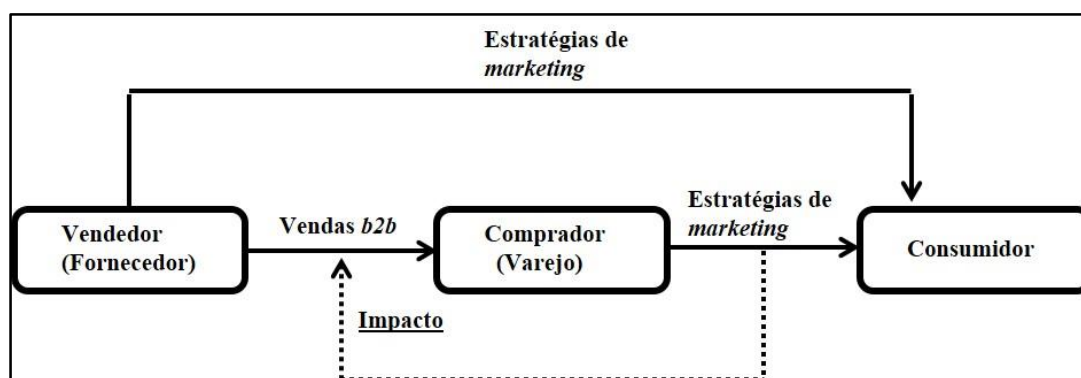 Estratégias de
marketing
Vendedor
(Fornecedor)
Vendas b2b
Comprador
(Varejo)
Estratégias de
marketing
Consumidor
Impacto